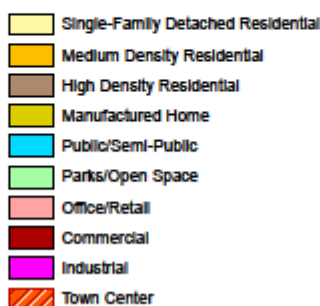 Single-Family Detached Residential
Medium Density Residential
High Density Residential
Manufactured Home
Public/Semi-Public
Parks/Open Space
Office/Retail
Commercial
Industrial
Town Center